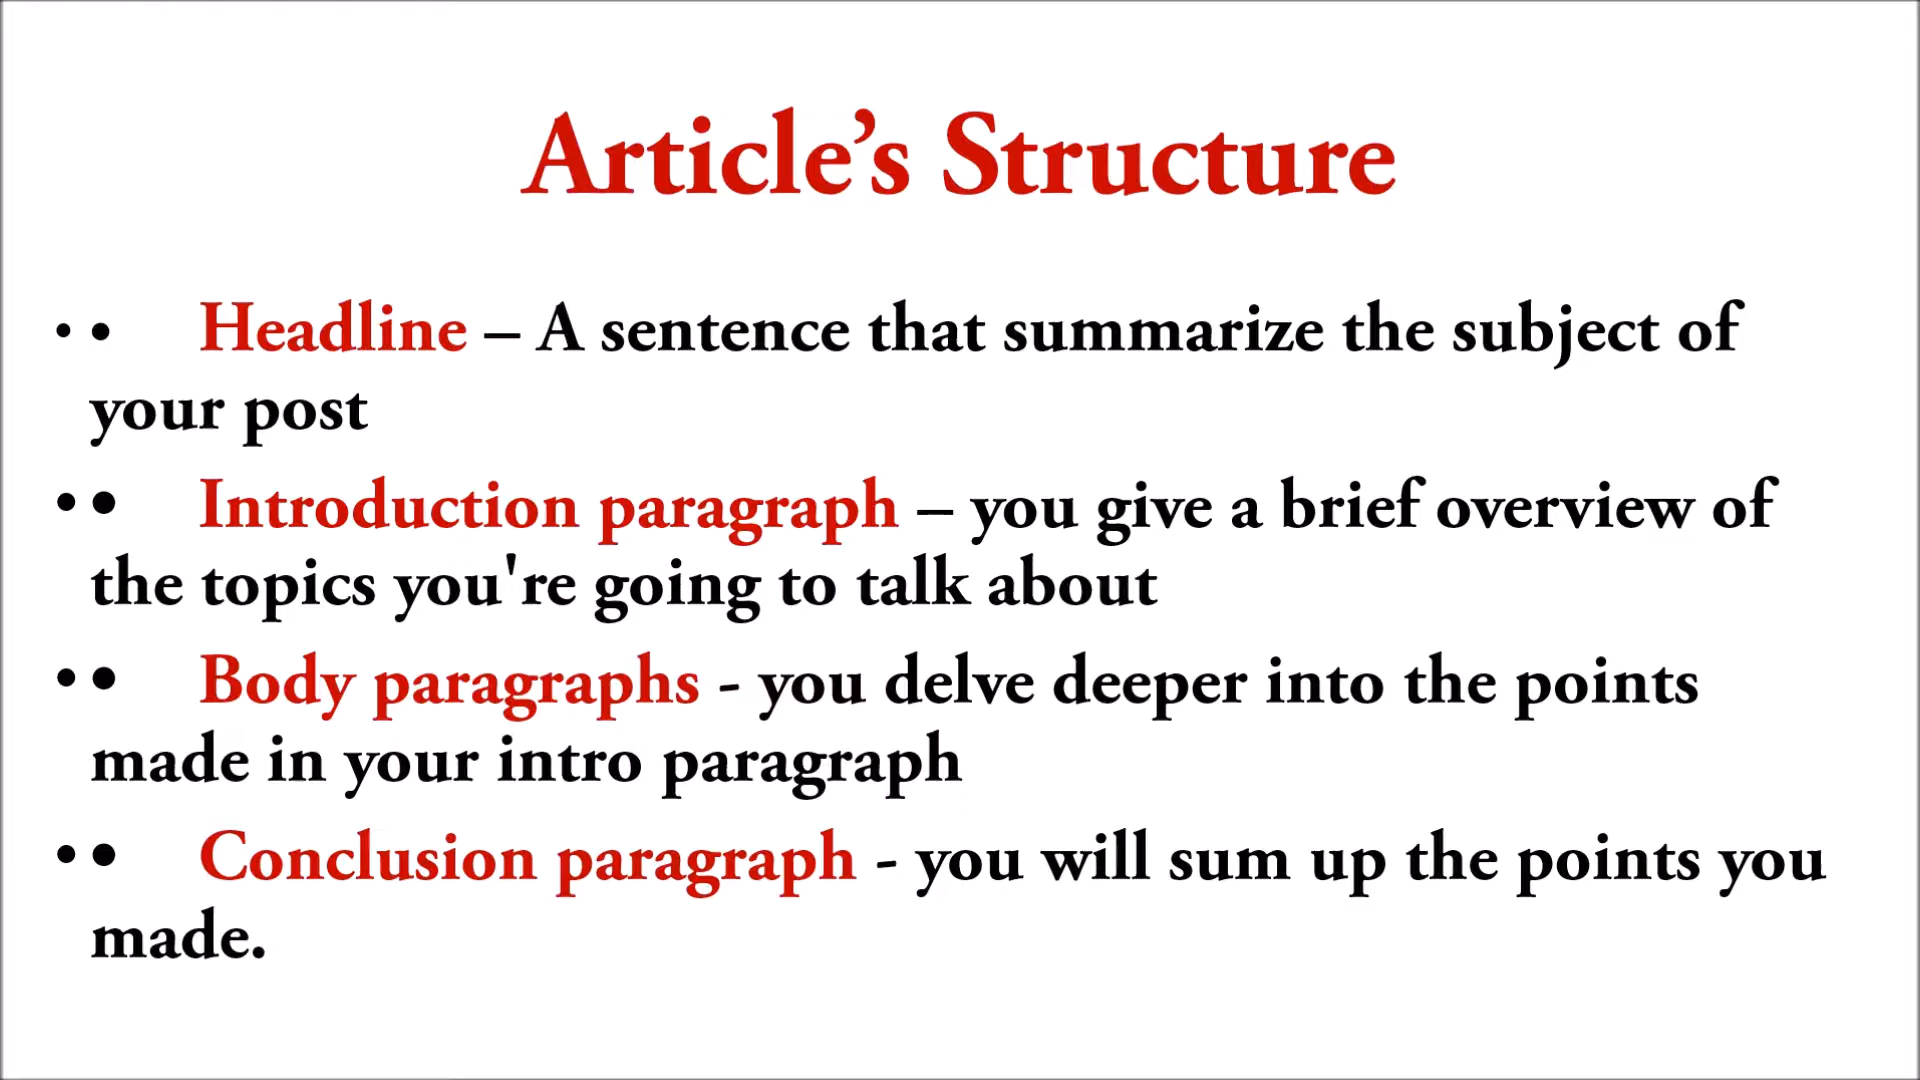 Article’s Structure
• • Headline – A sentence that summarize the subject of
your post
• • Introduction paragraph – you give a brief overview of
the topics you're going to talk about
• • Body paragraphs - you delve deeper into the points
made in your intro paragraph
• • Conclusion paragraph - you will sum up the points you
made.